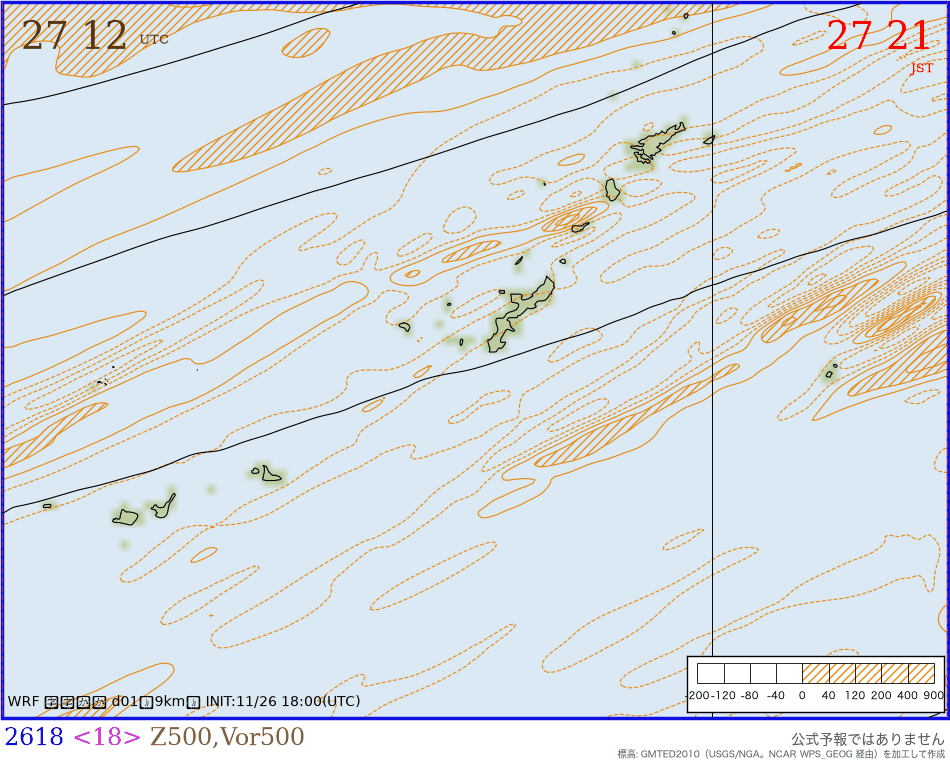 27 12 UTC
27 21
JST
WRF d01 9km INIT:11/26 18:00(UTC)
-200 -120 -80 -40 0 40 120 200 400 900
2618 <18> Z500,Vor500
公式予報ではありません
標高: GMTED2010（USGS/NGA。NCAR WPS_GEOG 経由）を加工して作成